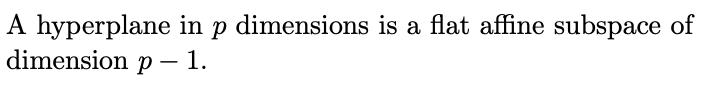 A hyperplane in p dimensions is a flat affine subspace of
dimension p − 1.